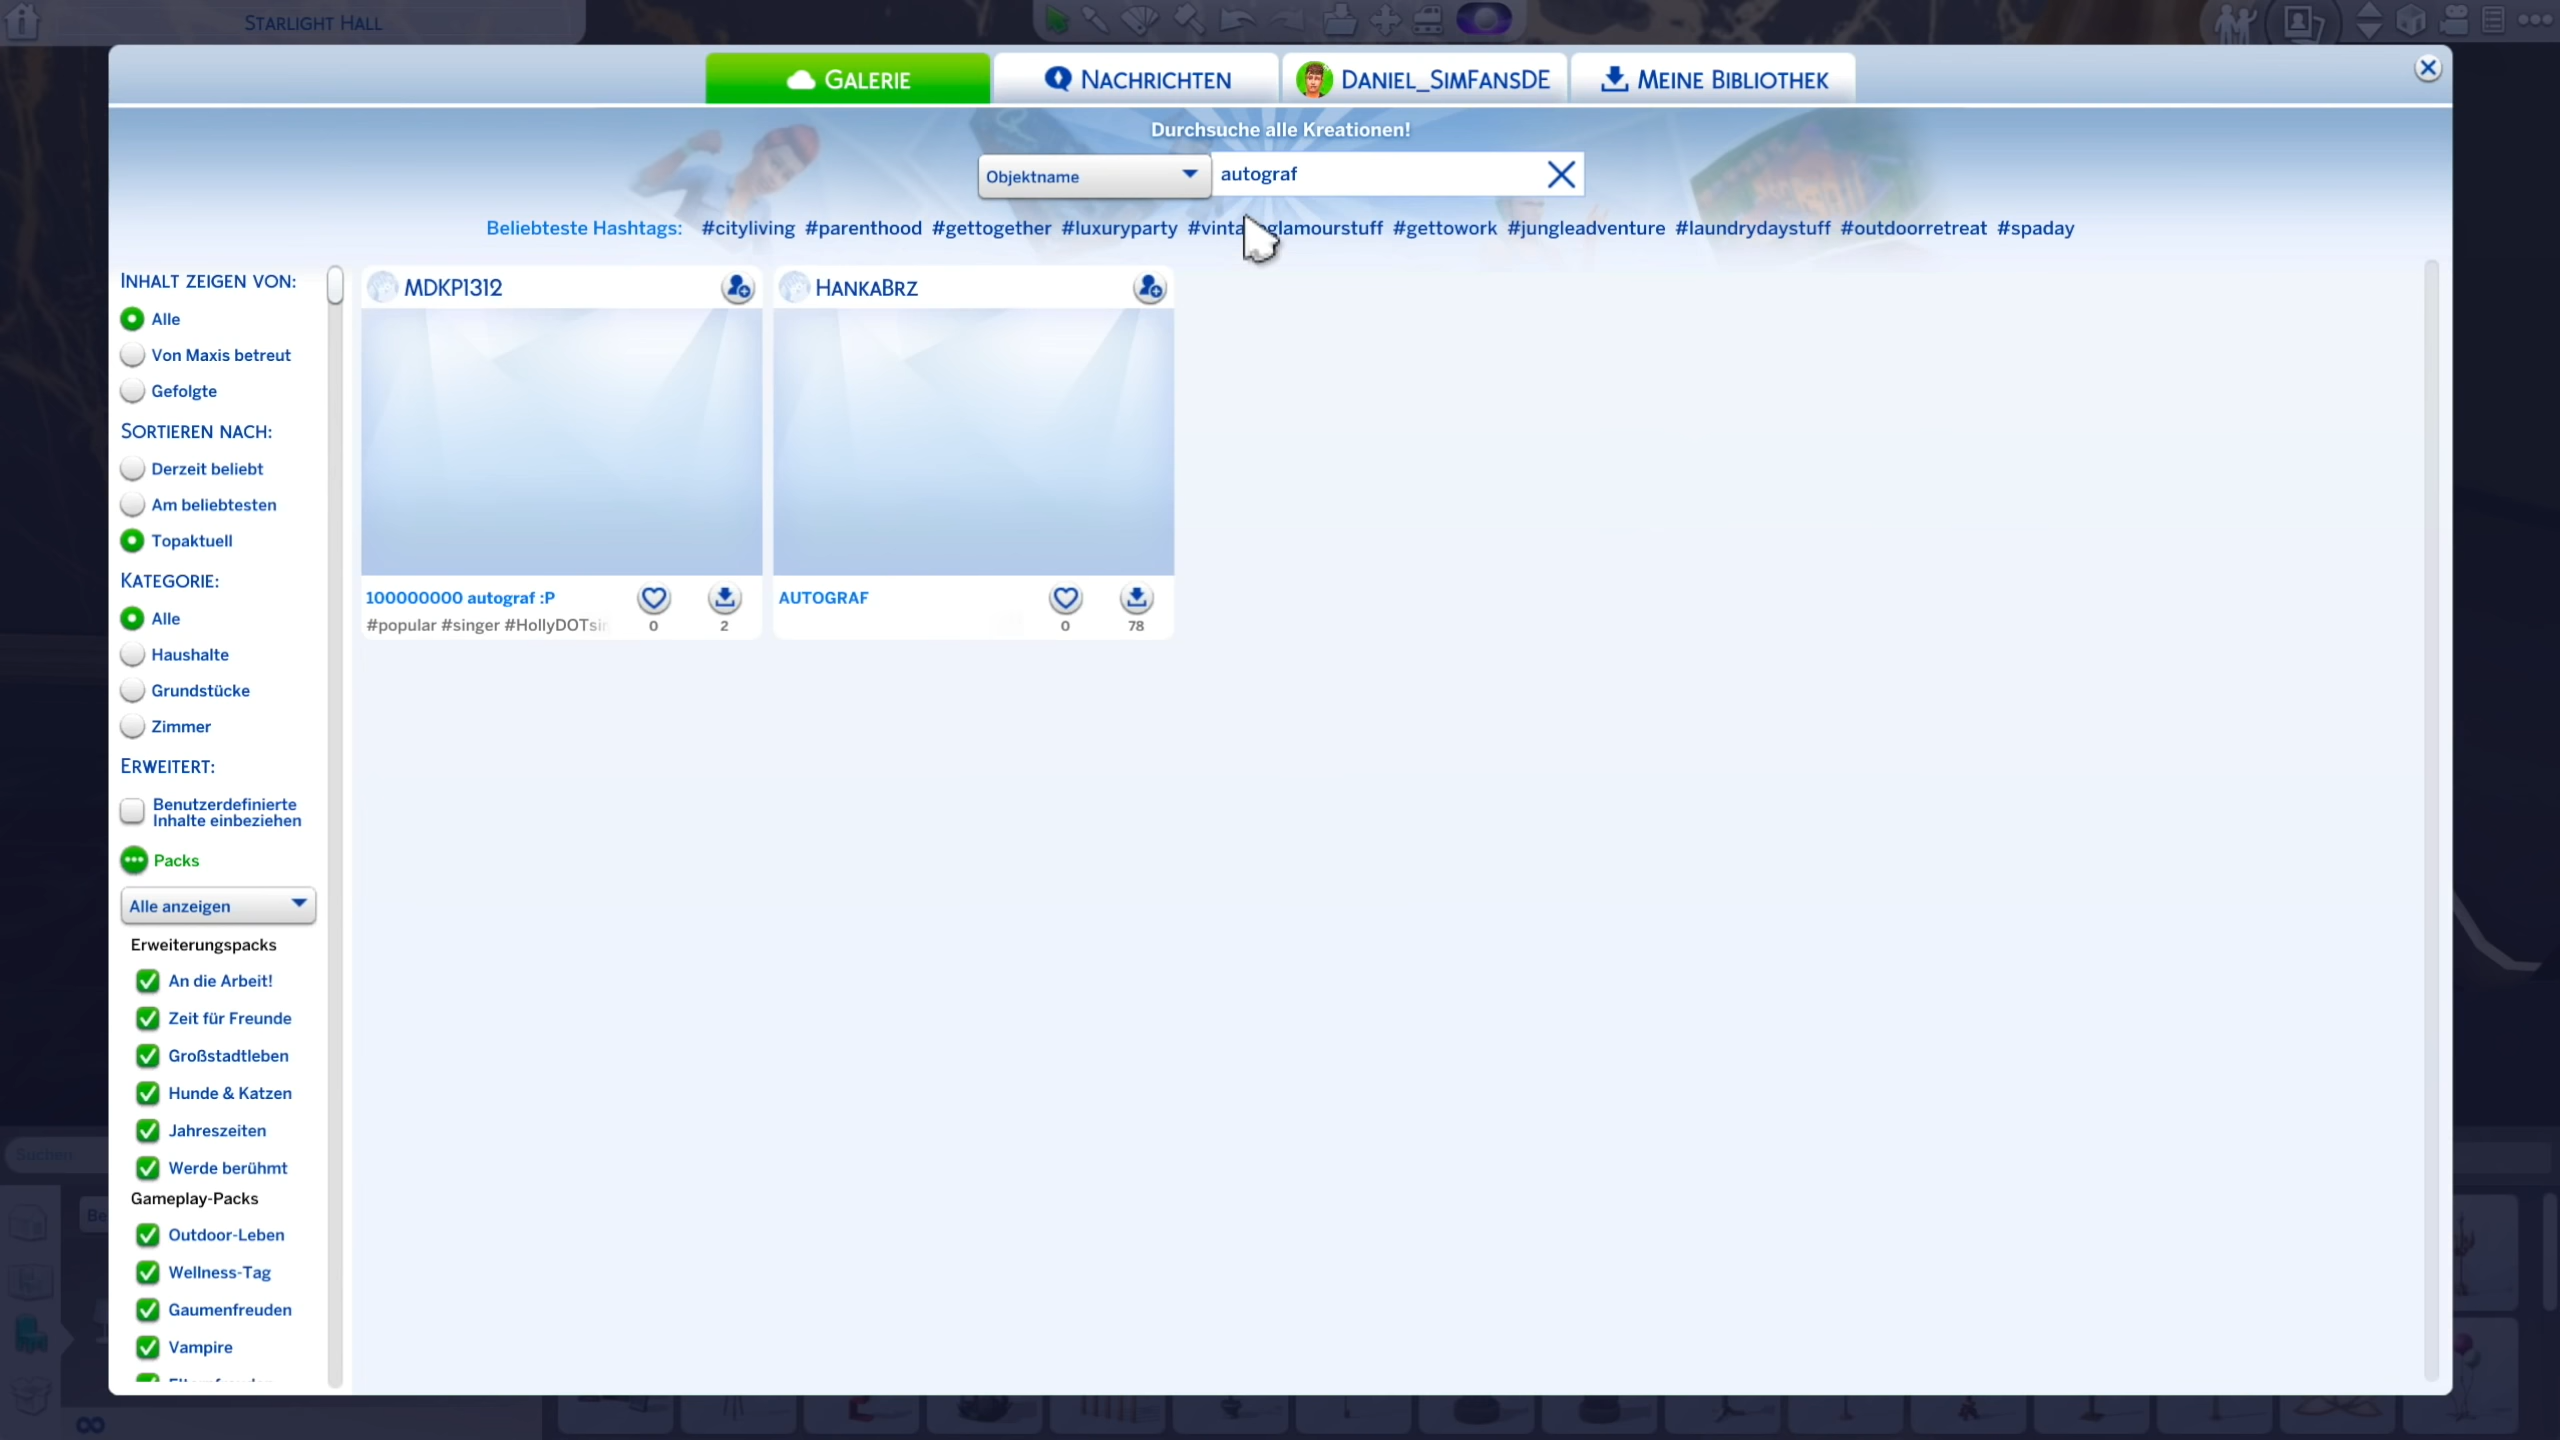 Starlight Hall
Galerie
Nachrichten
Daniel_SimFansDE
Meine Bibliothek
Durchsuche alle Kreationen!
Objektname
autograf
Beliebteste Hashtags: #cityliving #parenthood #gettogether #luxuryparty #gettowork #jungleadventure #laundrydaystuff #outdoorretreat #spaday
Inhalt zeigen von:
Alle
Von Maxis betreut
Gefolgte
Sortieren nach:
Derzeit beliebt
Am beliebtesten
Topaktuell
Kategorie:
Alle
Haushalte
Grundstücke
Zimmer
Erweitert:
Benutzerdefinierte
Inhalte einbeziehen
Packs
Alle anzeigen
Erweiterungspacks
An die Arbeit!
Zeit für Freunde
Großstadtleben
Hunde & Katzen
Jahreszeiten
Werde berühmt
Gameplay-Packs
Outdoor-Leben
Wellness-Tag
Gaumenfreuden
Vampire
MDKP1312
100000000 autograf :P
#popular #singer #HollyDOTsin
0
2
HankaBrz
AUTOGRAF
0
78
Suchen
Be